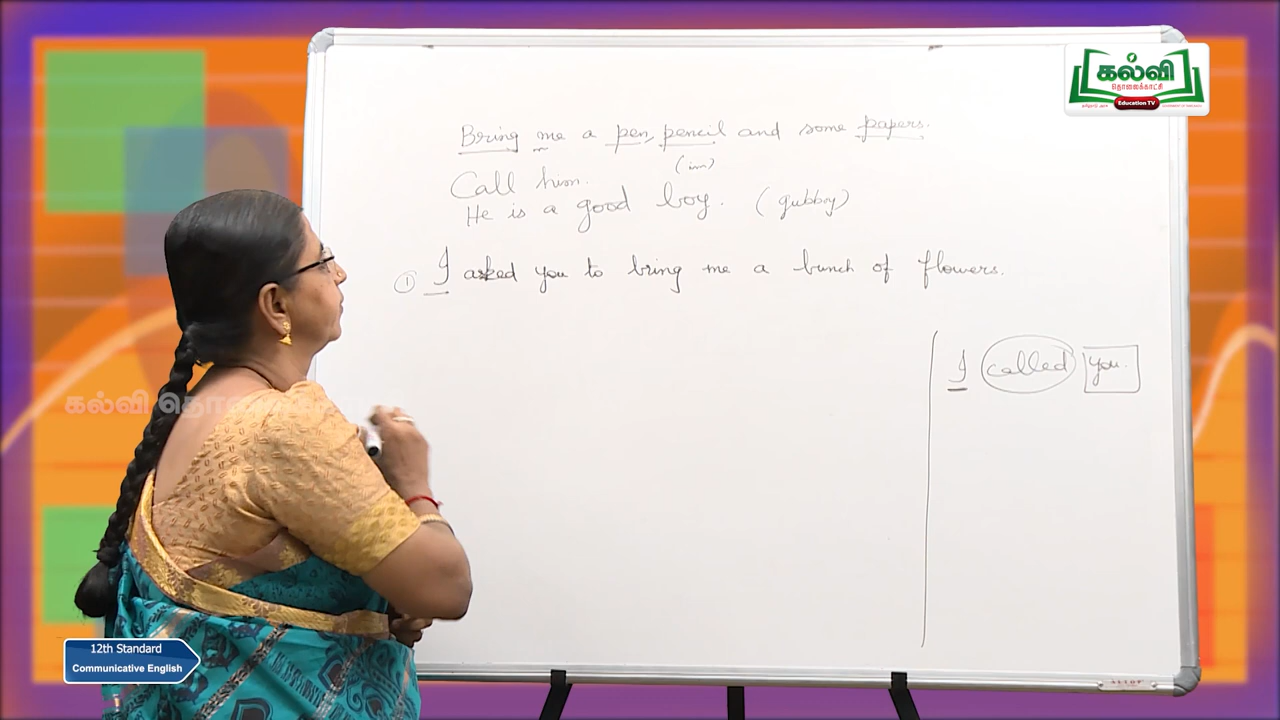 கல்வி
தொலைக்காட்சி
Education TV
Bring me a pen, pencil and some papers.
(im)
Call him.
He is a good boy. (gubboy)
① I asked you to bring me a bunch of flowers.
I called you.
கல்வி
12th Standard
Communicative English